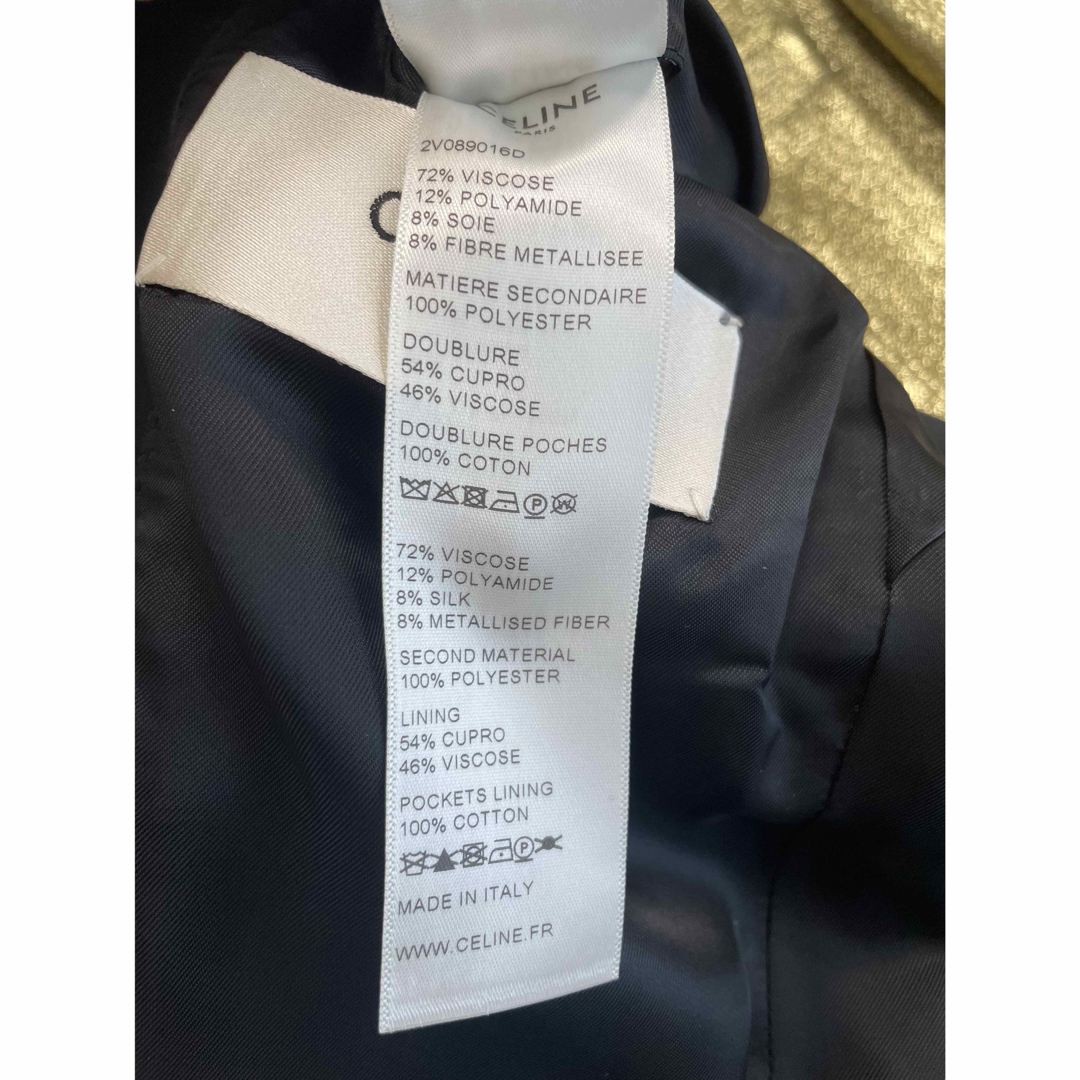 CELINE
PARIS
2V089016D
72% VISCOSE
12% POLYAMIDE
8% SOIE
8% FIBRE METALLISEE
MATIERE SECONDAIRE
100% POLYESTER
DOUBLURE
54% CUPRO
46% VISCOSE
DOUBLURE POCHES
100% COTON
P W
72% VISCOSE
12% POLYAMIDE
8% SILK
8% METALLISED FIBER
SECOND MATERIAL
100% POLYESTER
LINING
54% CUPRO
46% VISCOSE
POCKETS LINING
100% COTTON
P
MADE IN ITALY
WWW.CELINE.FR